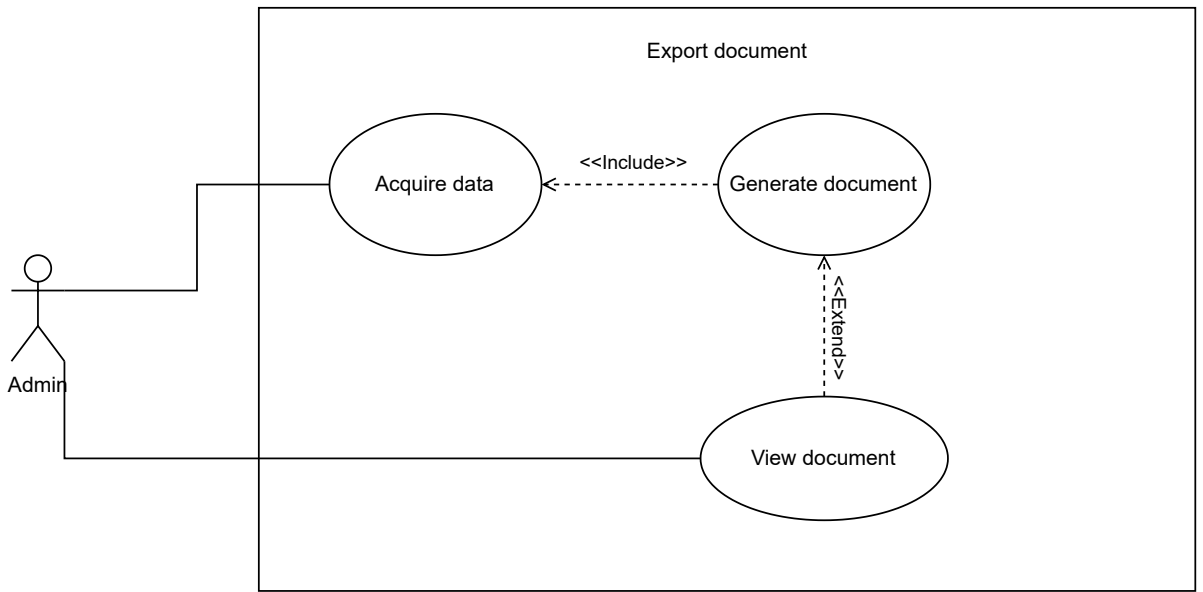 Export document
<<Include>>
Acquire data
Generate document
<<Extend>>
Admin
View document